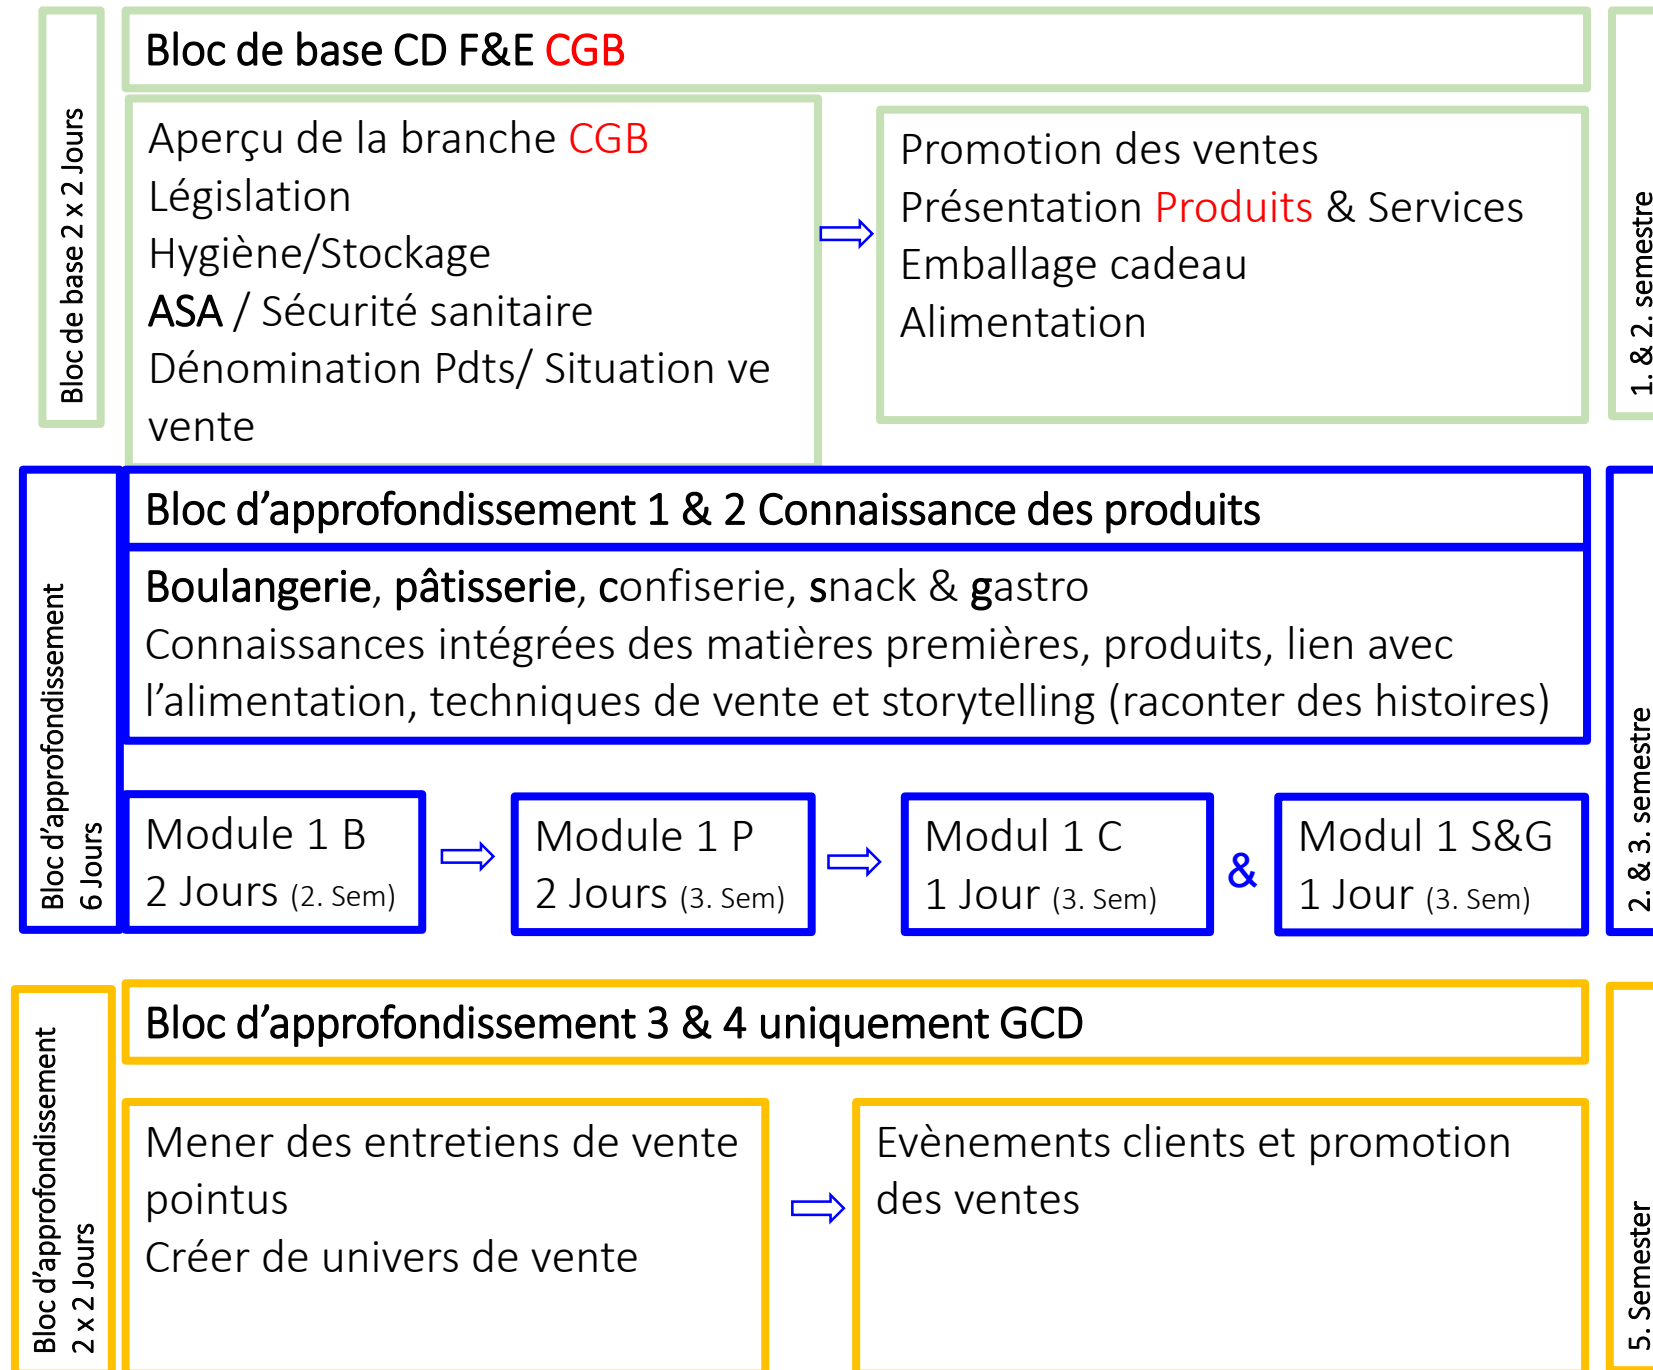 Bloc de base 2 x 2 Jours
Bloc de base CD F&E CGB
Aperçu de la branche CGB
Législation
Hygiène/Stockage
ASA / Sécurité sanitaire
Dénomination Pdts/ Situation ve
vente
Promotion des ventes
Présentation Produits & Services
Emballage cadeau
Alimentation
1. & 2. semestre
Bloc d’approfondissement
6 Jours
Bloc d’approfondissement 1 & 2 Connaissance des produits
Boulangerie, pâtisserie, confiserie, snack & gastro
Connaissances intégrées des matières premières, produits, lien avec
l’alimentation, techniques de vente et storytelling (raconter des histoires)
Module 1 B
2 Jours (2. Sem)
Module 1 P
2 Jours (3. Sem)
Modul 1 C
1 Jour (3. Sem)
&
Modul 1 S&G
1 Jour (3. Sem)
2. & 3. semestre
Bloc d’approfondissement
2 x 2 Jours
Bloc d’approfondissement 3 & 4 uniquement GCD
Mener des entretiens de vente
pointus
Créer de univers de vente
Evènements clients et promotion
des ventes
5. Semester